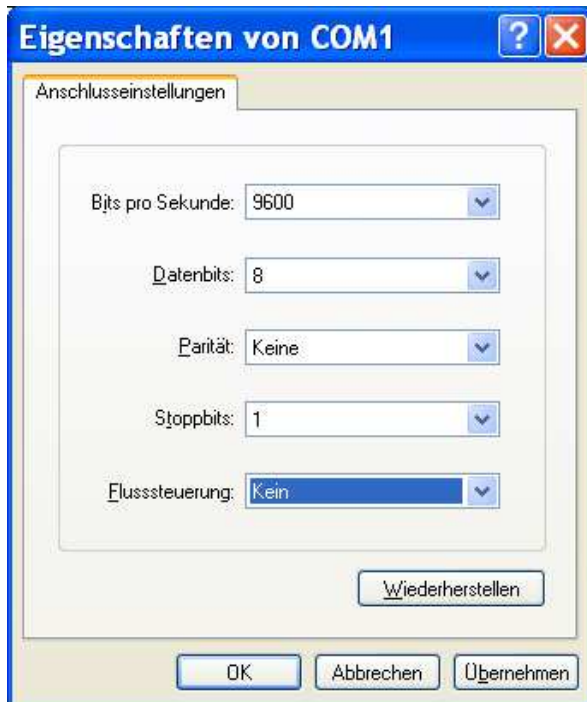 Eigenschaften von COM1
Anschlusseinstellungen
Bits pro Sekunde: 9600
Datenbits: 8
Parität: Keine
Stoppbits: 1
Flusssteuerung: Kein
Wiederherstellen
OK Abbrechen Übernehmen